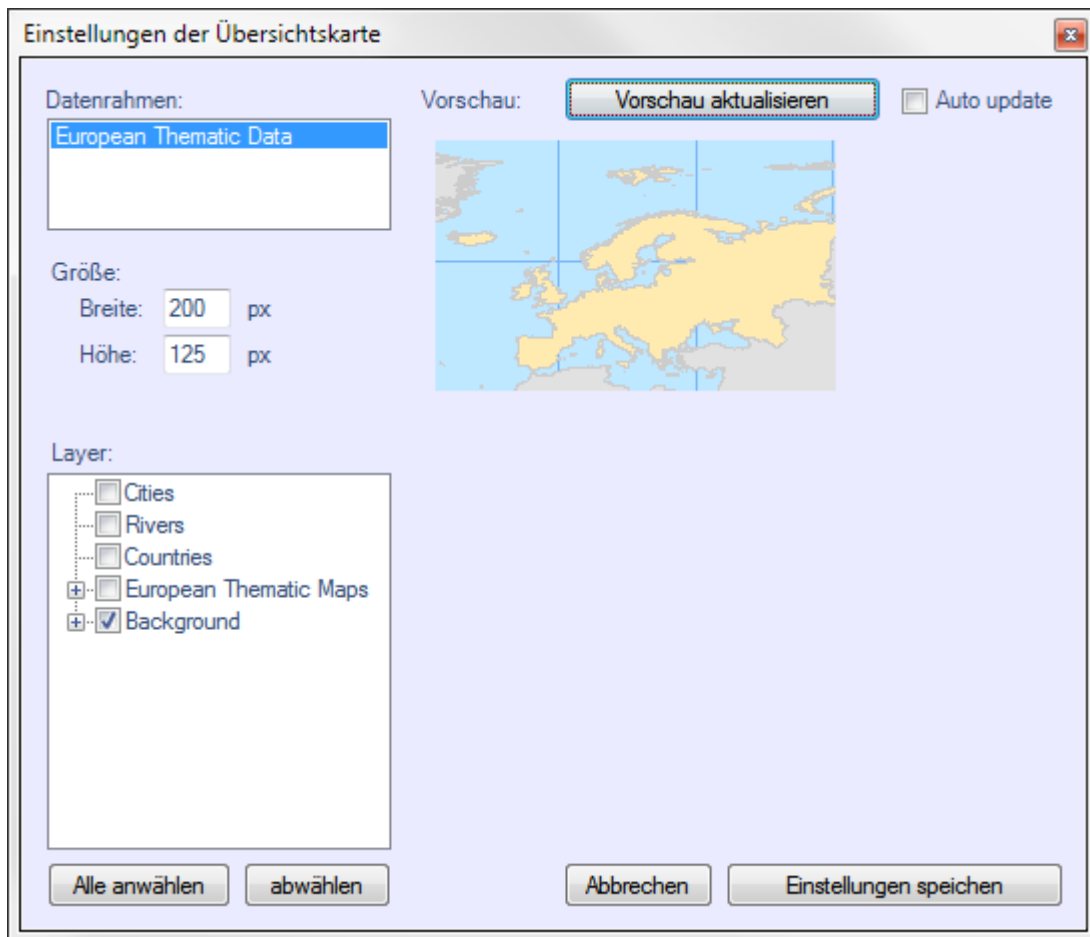 Einstellungen der Übersichtskarte
Datenrahmen:
European Thematic Data
Vorschau:
Vorschau aktualisieren
Auto update
Größe:
Breite: 200 px
Höhe: 125 px
Layer:
Cities
Rivers
Countries
European Thematic Maps
Background
Alle anwählen
abwählen
Abbrechen
Einstellungen speichen